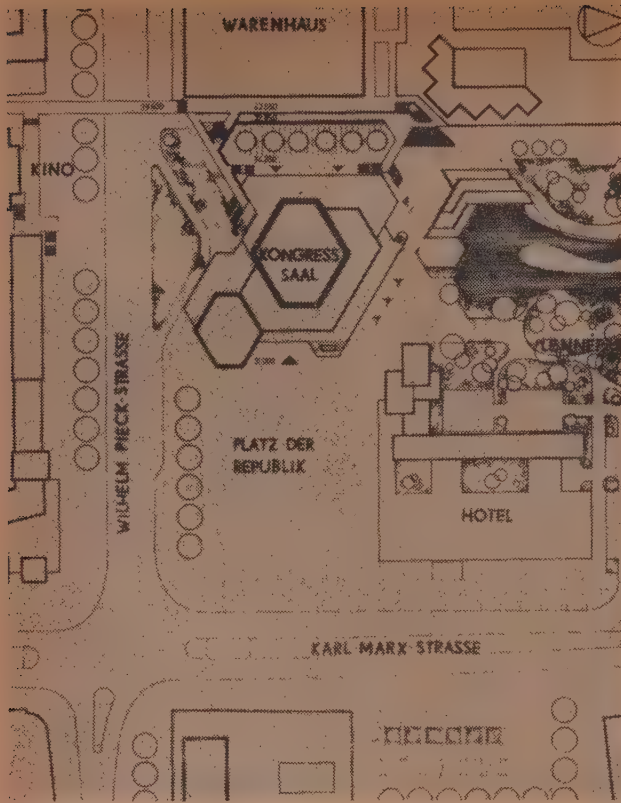 WARENHAUS
KINO
KONGRESS
SAAL
WILHELM PIECK-STRASSE
PLATZ DER
REPUBLIK
HOTEL
KARL MARX-STRASSE